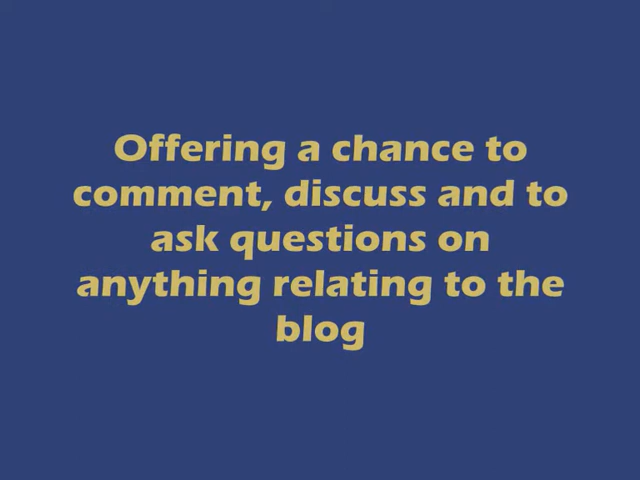 Offering a chance to
comment, discuss and to
ask questions on
anything relating to the
blog